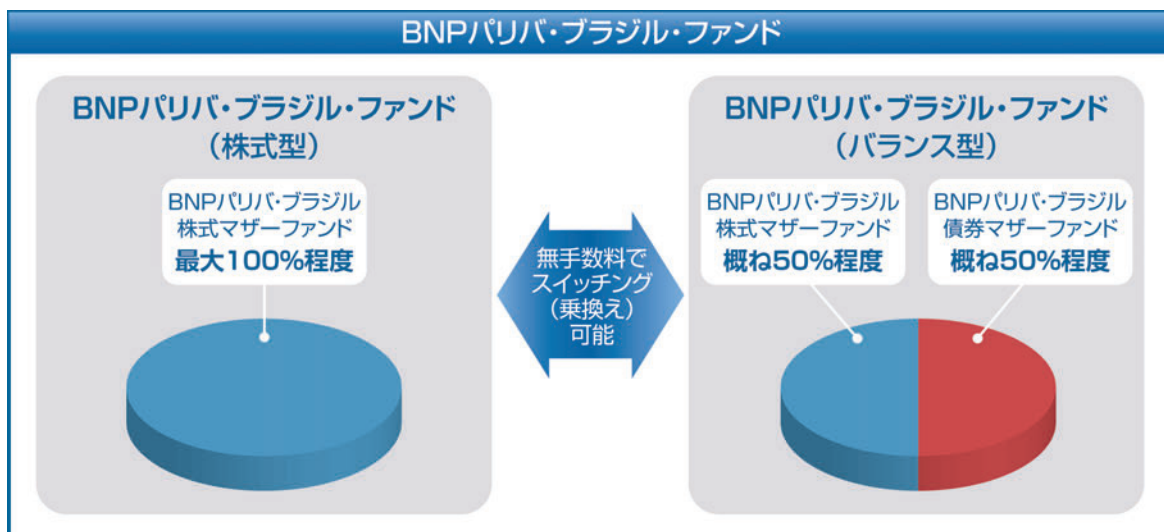 BNPパリバ・ブラジル・ファンド
BNPパリバ・ブラジル・ファンド
（株式型）
BNPパリバ・ブラジル
株式マザーファンド
最大100%程度
無手数料で
スイッチング
（乗換え）
可能
BNPパリバ・ブラジル・ファンド
（バランス型）
BNPパリバ・ブラジル
株式マザーファンド
概ね50%程度
BNPパリバ・ブラジル
債券マザーファンド
概ね50%程度